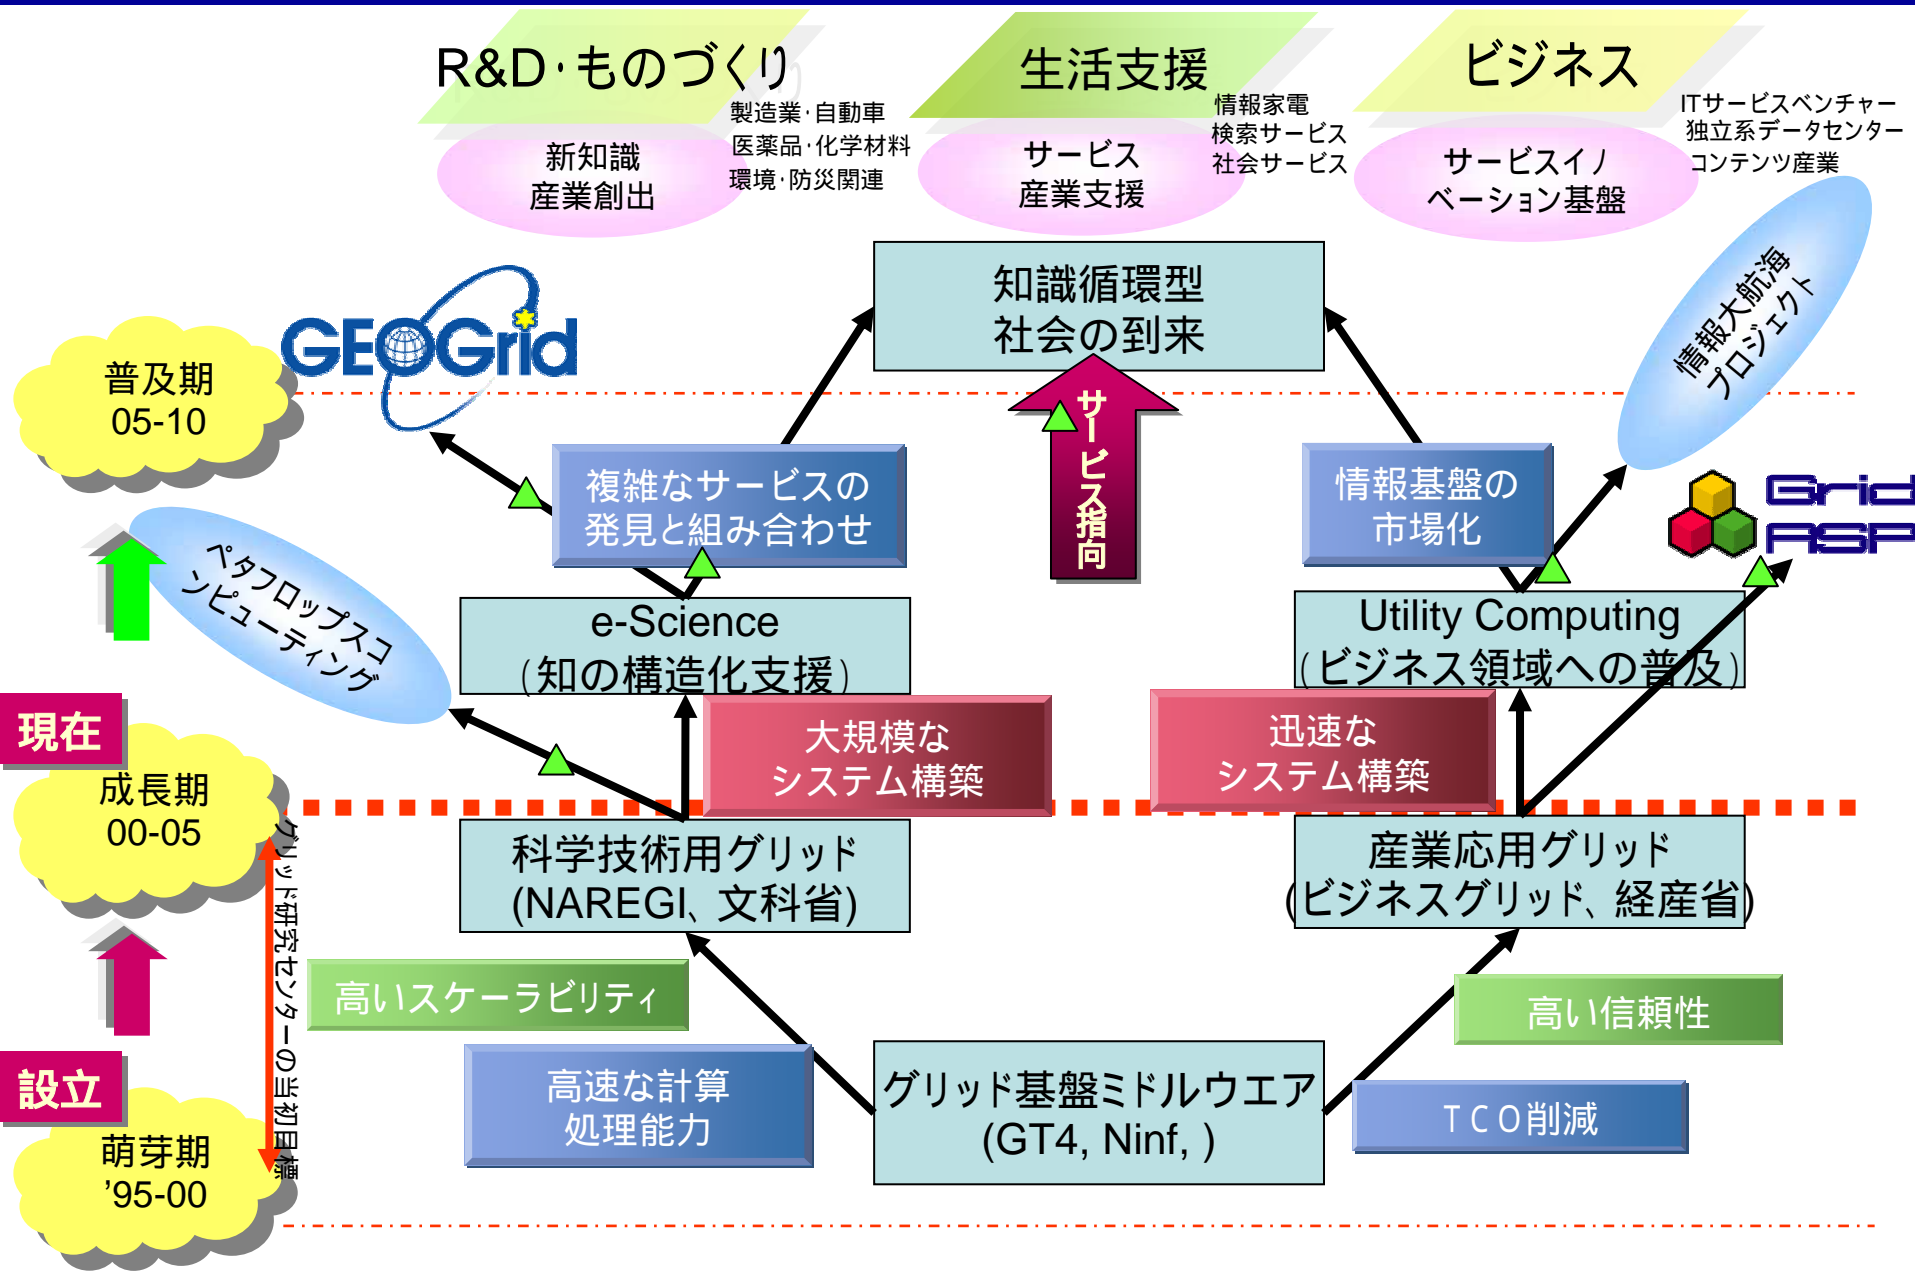 R&D・ものづくり
製造業・自動車
医薬品・化学材料
環境・防災関連
新知識
産業創出
生活支援
情報家電
検索サービス
社会サービス
サービス
産業支援
ビジネス
ITサービスベンチャー
独立系データセンター
コンテンツ産業
サービスイノ
ベーション基盤
知識循環型
社会の到来
情報大航海
プロジェクト
GEOGrid
普及期
05-10
サービス指向
複雑なサービスの
発見と組み合わせ
情報基盤の
市場化
Grid
ASP
ペタフロップスコ
ンピューティング
e-Science
(知の構造化支援)
Utility Computing
(ビジネス領域への普及)
現在
成長期
00-05
大規模な
システム構築
迅速な
システム構築
科学技術用グリッド
(NAREGI、文科省)
産業応用グリッド
(ビジネスグリッド、経産省)
グリッド研究センターの当初目標
高いスケーラビリティ
高い信頼性
設立
萌芽期
’95-00
高速な計算
処理能力
グリッド基盤ミドルウエア
(GT4, Ninf, )
TCO削減